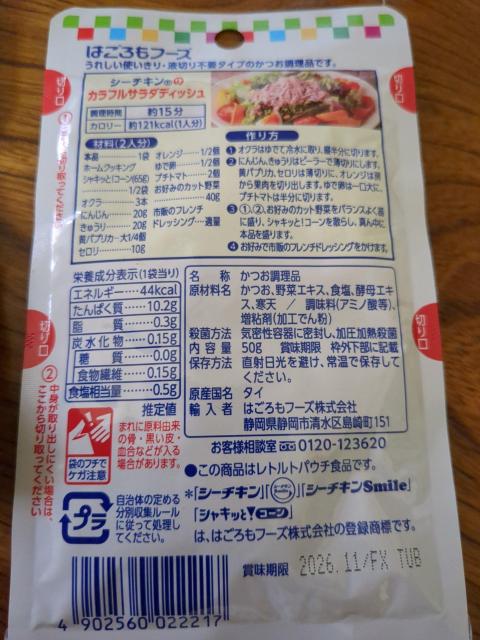 はごろもフーズ
うれしい使いきり・液切り不要タイプのかつお調理品です。
シーチキン®の
カラフルサラダディッシュ
調理時間 約15分
カロリー 約121kcal(1人分)
材料(2人分)
本品 1袋
ホームクッキング
シャキッと!コーン(65g)
1/2袋
オクラ……3本
にんじん……20g
きゅうり……20g
黄パプリカ…大1/4個
セロリ……10g
オレンジ……1/2個
ゆで卵……1/2個
プチトマト……2個
お好みのカット野菜
40g
市販のフレンチ
ドレッシング……適量
作り方
1 オクラはゆでて冷水に取り、縦半分に切ります。
2 にんじん、きゅうりはピーラーで薄切りにします。
黄パプリカ、セロリは薄切りに、オレンジは房
から果肉を切り出します。ゆで卵は一口大に、
プチトマトは半分に切ります。
3 ①、②、お好みのカット野菜をバランスよく器
に盛り、シャキッと!コーンを散らし、真ん中に
本品を盛ります。
4 お好みで市販のフレンチドレッシングをかけます。
栄養成分表示(1袋当り)
エネルギー……44kcal
たんぱく質……10.2g
脂質……0.3g
炭水化物……0.15g
糖質……0.0g
食物繊維……0.15g
食塩相当量……0.5g
推定値
名称 かつお調理品
原材料名 かつお、野菜エキス、食塩、酵母エキ
ス、寒天 / 調味料(アミノ酸等)、
増粘剤(加工でん粉)
殺菌方法 気密性容器に密封し、加圧加熱殺菌
内容量 50g 賞味期限 枠外下部に記載
保存方法 直射日光を避け、常温で保存して
ください。
原産国名 タイ
輸入者 はごろもフーズ株式会社
静岡県静岡市清水区島崎町151
お客様相談室 0120-123620
●この商品はレトルトパウチ食品です。
*「シーチキン」「シーチキン」「シーチキンSmile」
「シャキッと!コーン」
は、はごろもフーズ株式会社の登録商標です。
賞味期限 2026.11/FX TUB
切り口
切り口
切り口
切り口
②中身が取り出しにくい場合は、
ここから切り取ってください
袋のフチで
ケガ注意
まれに原料由来
の骨・黒い皮・
血合などが入る
場合があります。
プラ
自治体の定める
分別収集ルール
に従って処理し
てください。
4 902560 022217